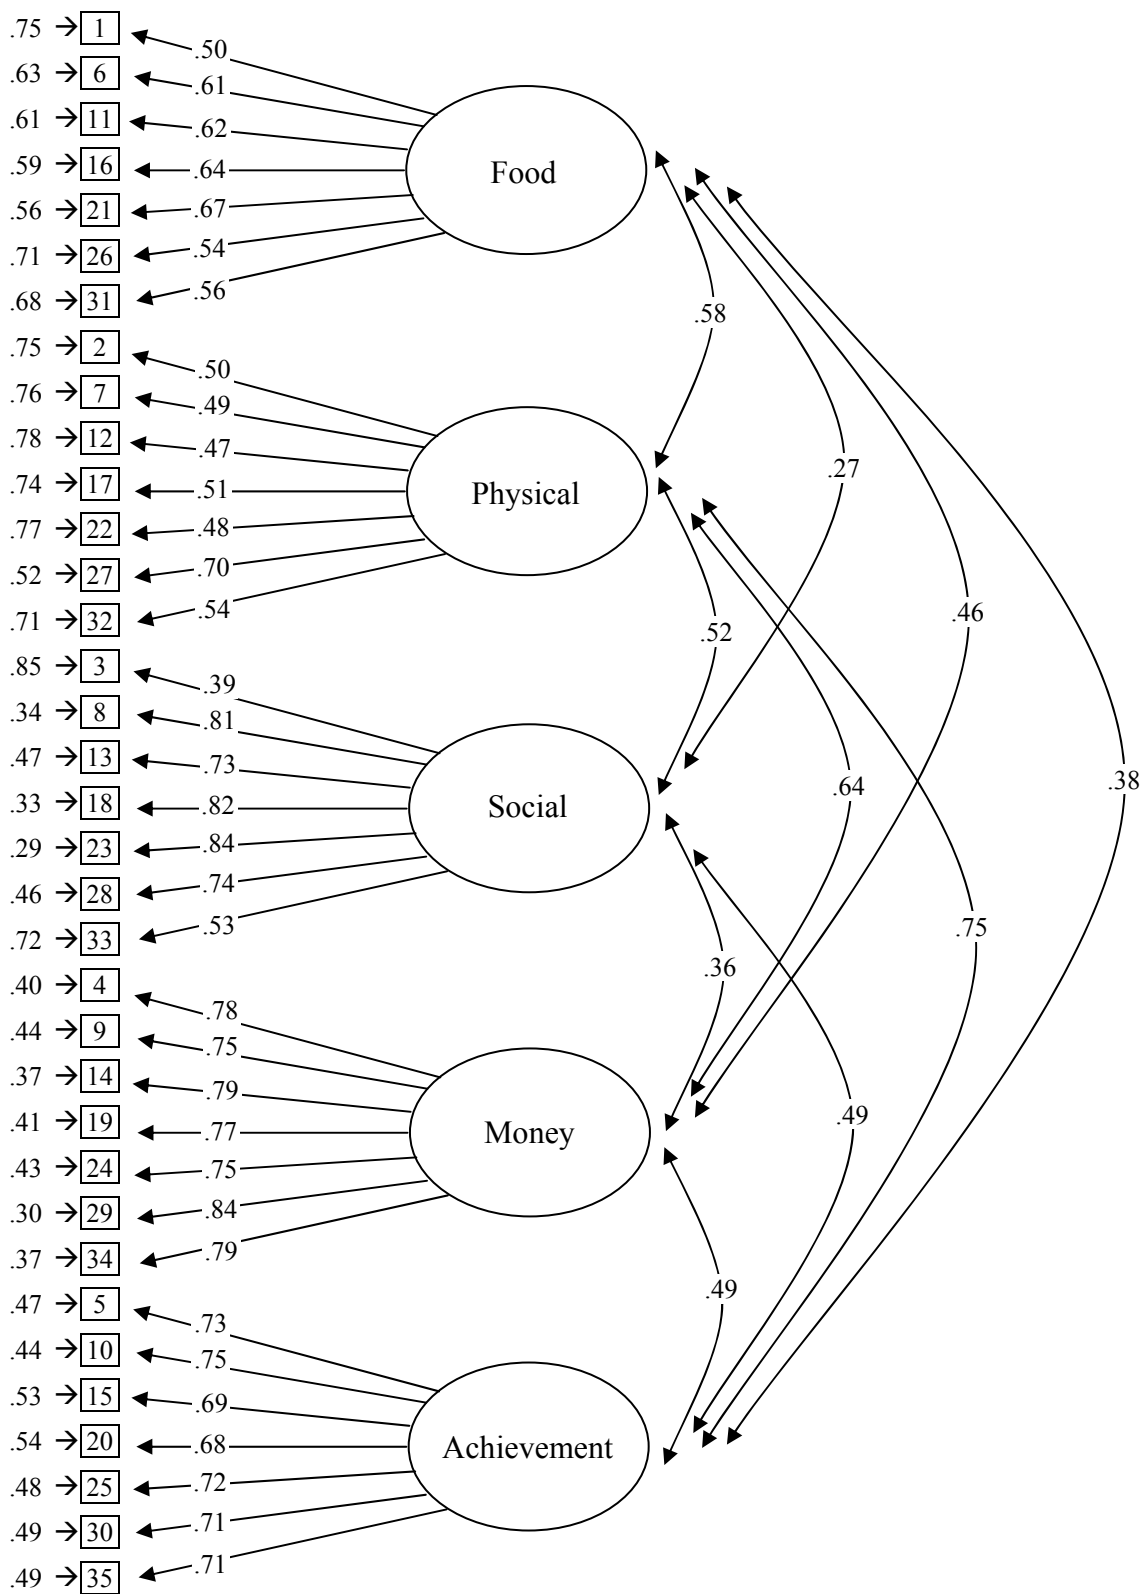 .75 → 1 .50
.63 → 6 .61
.61 → 11 .62
.59 → 16 .64
.56 → 21 .67
.71 → 26 .54
.68 → 31 .56
Food
.75 → 2 .50
.76 → 7 .49
.78 → 12 .47
.74 → 17 .51
.77 → 22 .48
.52 → 27 .70
.71 → 32 .54
Physical
.85 → 3 .39
.34 → 8 .81
.47 → 13 .73
.33 → 18 .82
.29 → 23 .84
.46 → 28 .74
.72 → 33 .53
Social
.40 → 4 .78
.44 → 9 .75
.37 → 14 .79
.41 → 19 .77
.43 → 24 .75
.30 → 29 .84
.37 → 34 .79
Money
.47 → 5 .73
.44 → 10 .75
.53 → 15 .69
.54 → 20 .68
.48 → 25 .72
.49 → 30 .71
.49 → 35 .71
Achievement
.58
.27
.46
.52
.38
.64
.75
.36
.49
.49